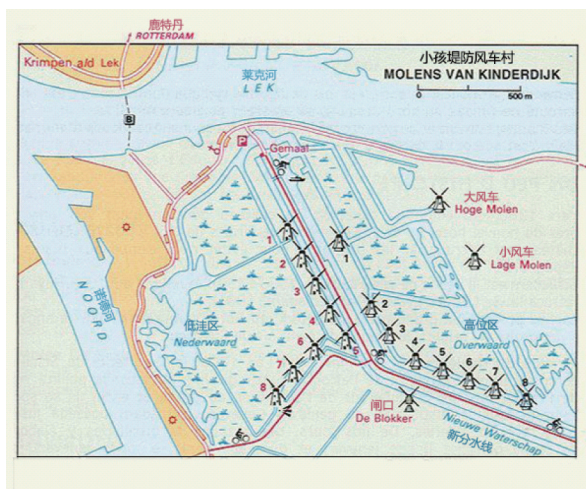 鹿特丹
ROTTERDAM
Krimpen a/d Lek
莱克河
LEK
小孩堤防风车村
MOLENS VAN KINDERDIJK
0 500 m
B
P
Gemaal
大风车
Hoge Molen
小风车
Lage Molen
诺德河
NOORD
低洼区
Nederwaard
高位区
Overwaard
1
2
3
4
5
6
7
8
1
2
3
4
5
6
7
8
闸口
De Blokker
Nieuwe Waterschap
新分水线